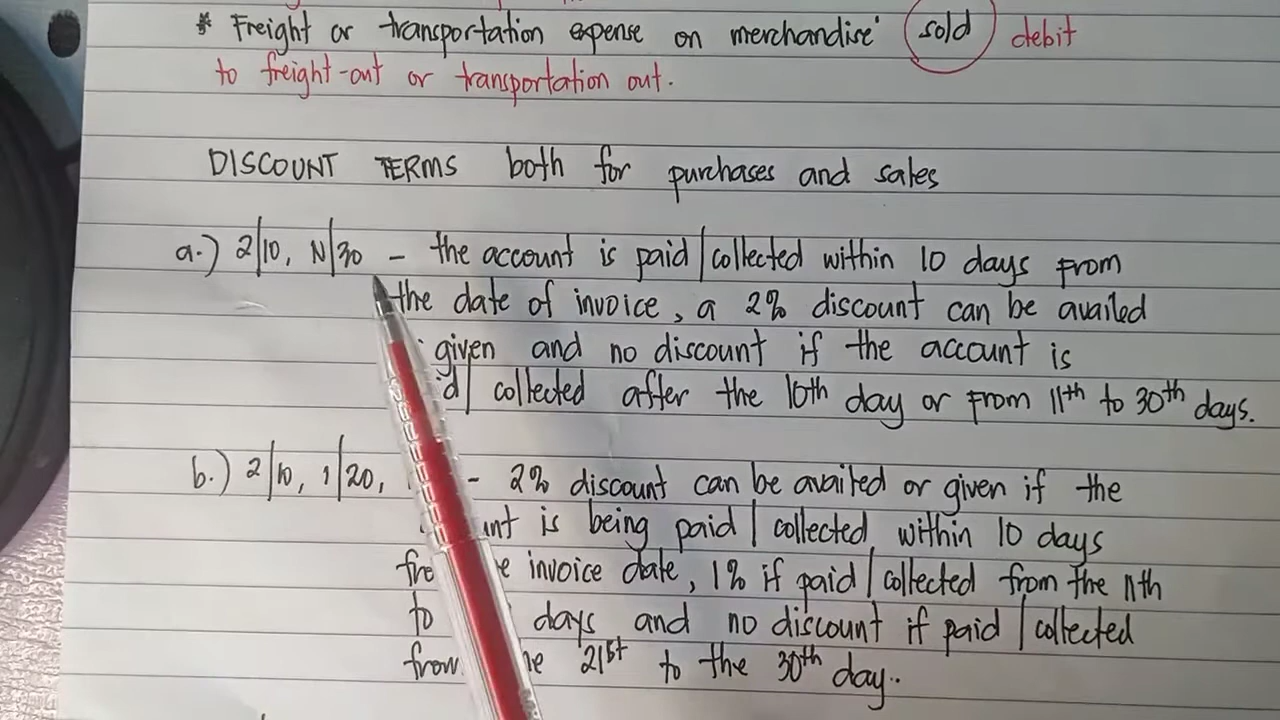 * Freight or transportation expense on merchandise sold debit
to freight-out or transportation out.
DISCOUNT TERMS both for purchases and sales
a.) 2/10, N/30 - the account is paid/collected within 10 days from
the date of invoice, a 2% discount can be availed
given and no discount if the account is
collected after the 10th day or from 11th to 30th days.
b.) 2/10, 1/20, - 2% discount can be availed or given if the
is being paid/collected within 10 days
invoice date, 1% if paid/collected from the 11th
to days and no discount if paid/collected
21st to the 30th day..